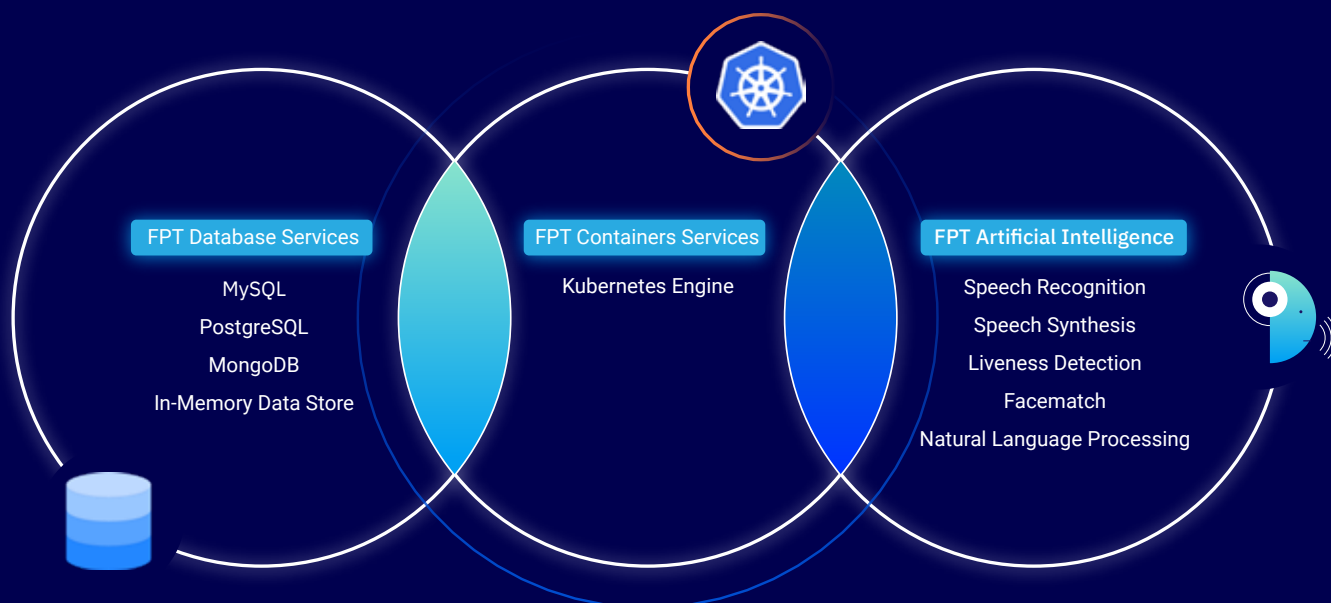 FPT Database Services
MySQL
PostgreSQL
MongoDB
In-Memory Data Store
FPT Containers Services
Kubernetes Engine
FPT Artificial Intelligence
Speech Recognition
Speech Synthesis
Liveness Detection
Facematch
Natural Language Processing